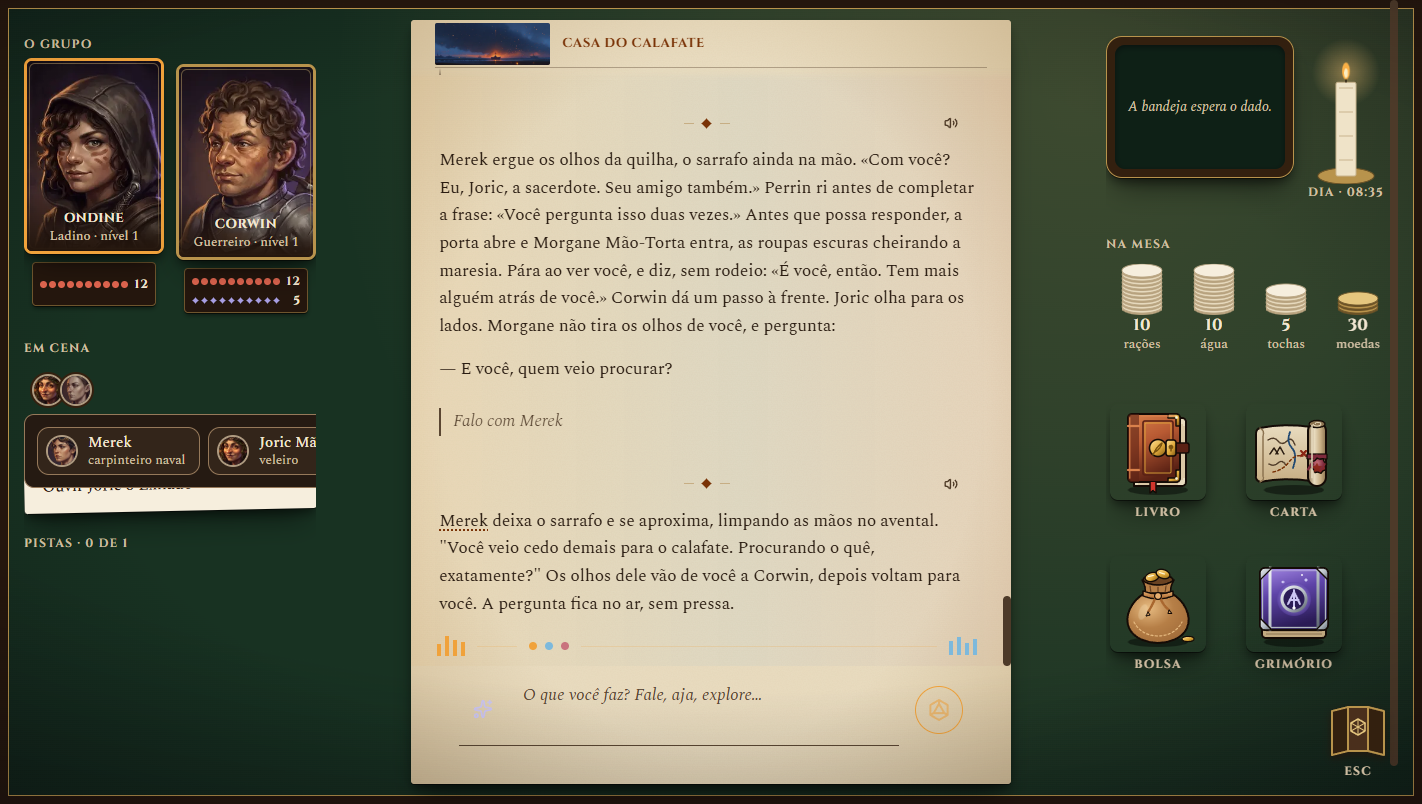 O GRUPO
ONDINE
Ladino · nível 1
12
CORWIN
Guerreiro · nível 1
12
5
EM CENA
Merek
carpinteiro naval
Joric Mã
veleiro
PISTAS · 0 DE 1
CASA DO CALAFATE
Merek ergue os olhos da quilha, o sarrafo ainda na mão. «Com você?
Eu, Joric, a sacerdote. Seu amigo também.» Perrin ri antes de completar
a frase: «Você pergunta isso duas vezes.» Antes que possa responder, a
porta abre e Morgane Mão-Torta entra, as roupas escuras cheirando a
maresia. Pára ao ver você, e diz, sem rodeio: «É você, então. Tem mais
alguém atrás de você.» Corwin dá um passo à frente. Joric olha para os
lados. Morgane não tira os olhos de você, e pergunta:
— E você, quem veio procurar?
Falo com Merek
Merek deixa o sarrafo e se aproxima, limpando as mãos no avental.
"Você veio cedo demais para o calafate. Procurando o quê,
exatamente?" Os olhos dele vão de você a Corwin, depois voltam para
você. A pergunta fica no ar, sem pressa.
O que você faz? Fale, aja, explore...
A bandeja espera o dado.
DIA · 08:35
NA MESA
10
rações
10
água
5
tochas
30
moedas
LIVRO
CARTA
BOLSA
GRIMÓRIO
ESC